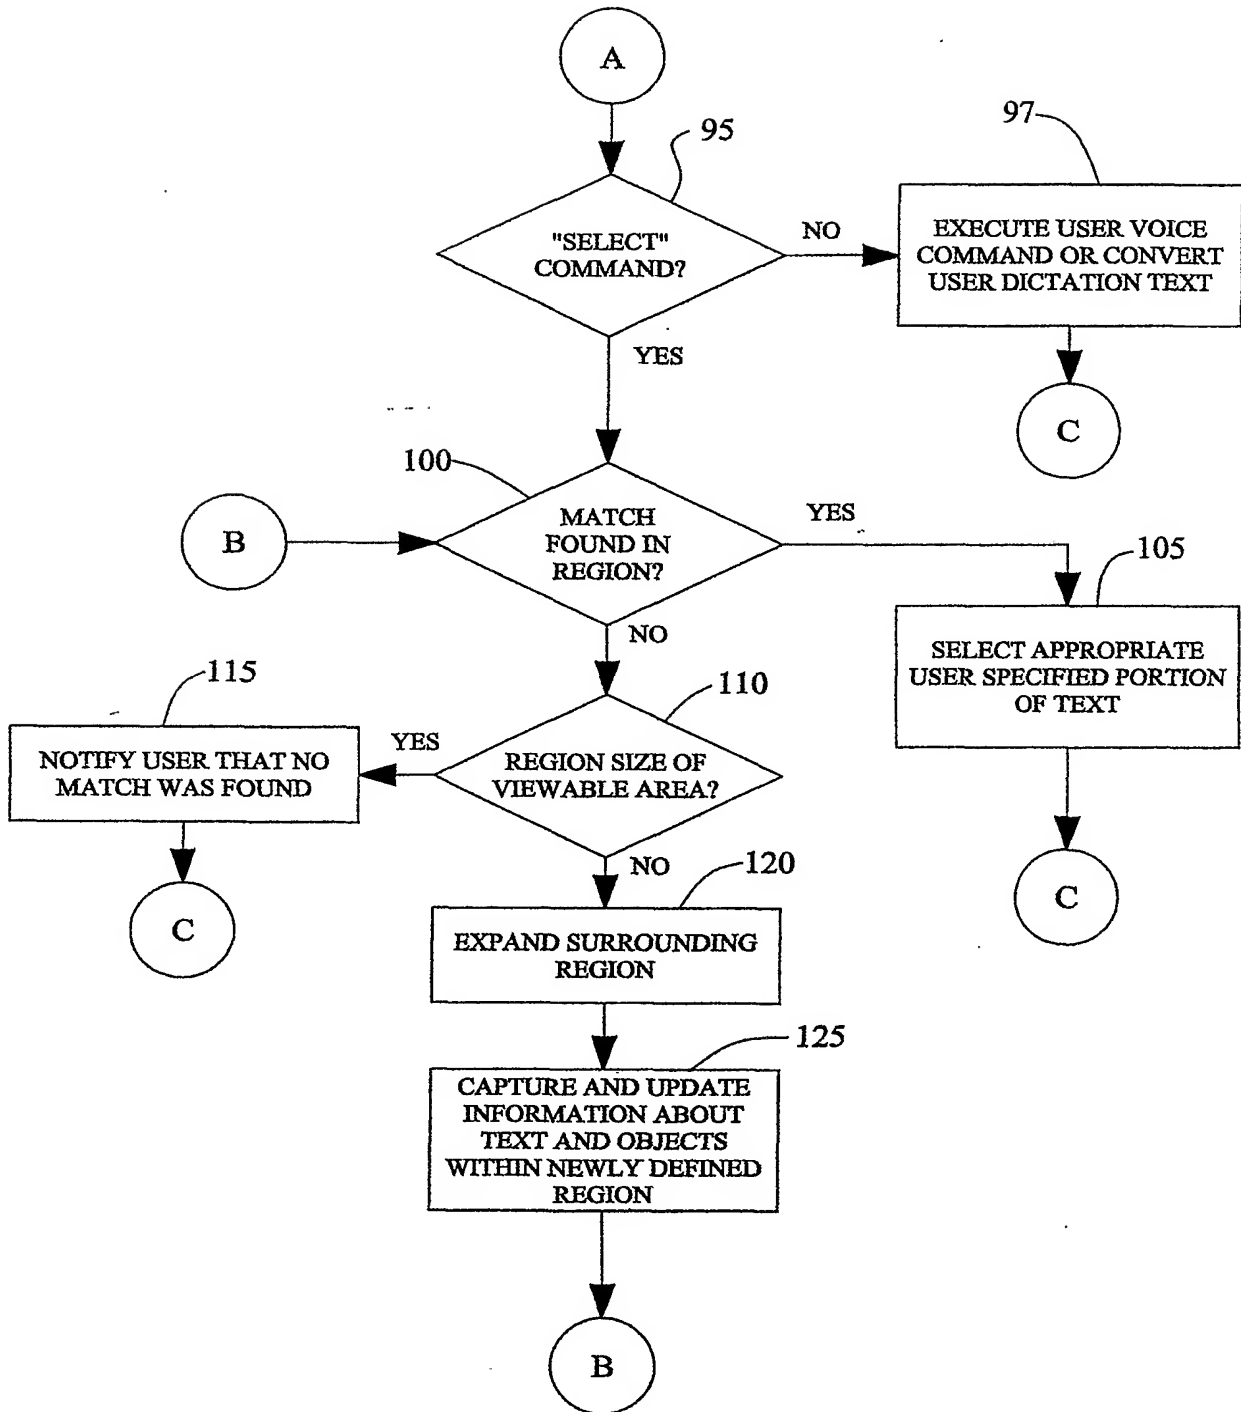 A
95
97
"SELECT"
COMMAND?
NO
EXECUTE USER VOICE
COMMAND OR CONVERT
USER DICTATION TEXT
YES
C
100
B
MATCH
FOUND IN
REGION?
YES
105
NO
SELECT APPROPRIATE
USER SPECIFIED PORTION
OF TEXT
115
110
NOTIFY USER THAT NO
MATCH WAS FOUND
YES
REGION SIZE OF
VIEWABLE AREA?
C
NO
120
C
EXPAND SURROUNDING
REGION
125
CAPTURE AND UPDATE
INFORMATION ABOUT
TEXT AND OBJECTS
WITHIN NEWLY DEFINED
REGION
B